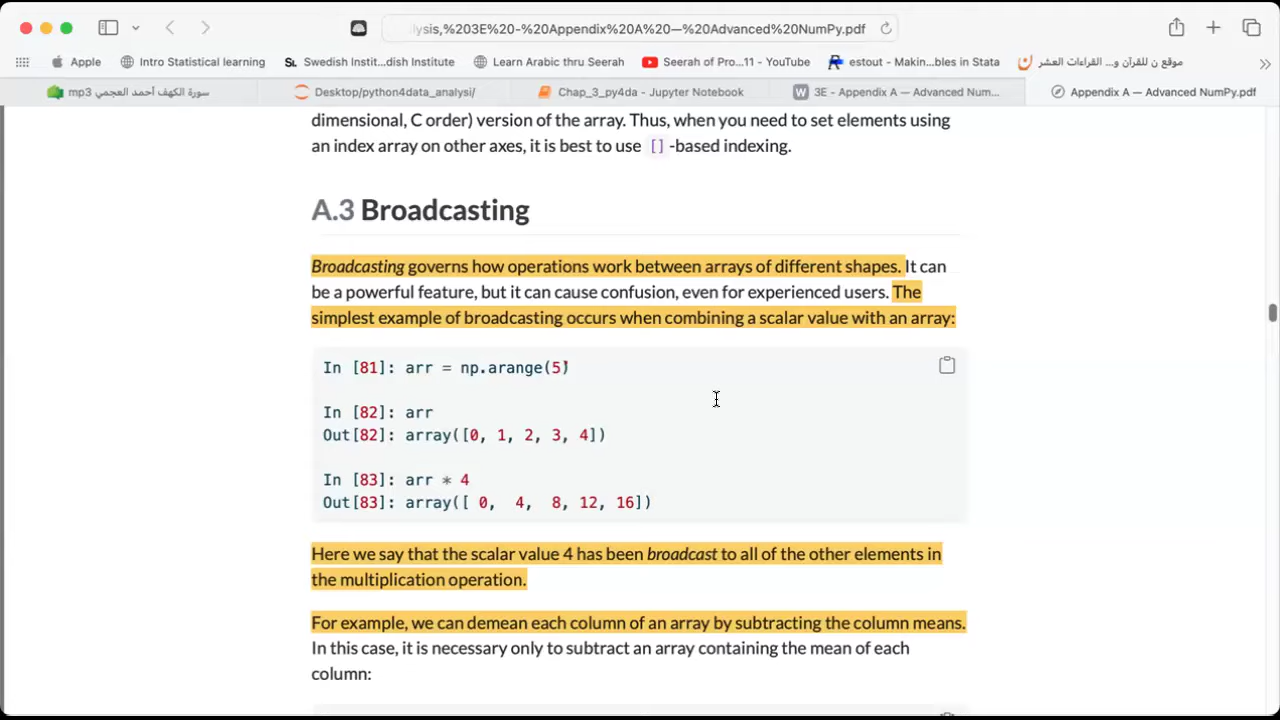 lysis,%203E%20-%20Appendix%20A%20—%20Advanced%20NumPy.pdf
Apple
Intro Statistical learning
Swedish Instit...dish Institute
Learn Arabic thru Seerah
Seerah of Pro...11 - YouTube
estout - Makin...bles in Stata
موقع ن للقرآن و... القراءات العشر
سورة الكهف أحمد العجمي mp3
Desktop/python4data_analysi/
Chap_3_py4da - Jupyter Notebook
3E - Appendix A — Advanced Num...
Appendix A — Advanced NumPy.pdf
dimensional, C order) version of the array. Thus, when you need to set elements using
an index array on other axes, it is best to use [] -based indexing.
A.3 Broadcasting
Broadcasting governs how operations work between arrays of different shapes. It can
be a powerful feature, but it can cause confusion, even for experienced users. The
simplest example of broadcasting occurs when combining a scalar value with an array:
In [81]: arr = np.arange(5)
In [82]: arr
Out[82]: array([0, 1, 2, 3, 4])
In [83]: arr * 4
Out[83]: array([ 0,  4,  8, 12, 16])
Here we say that the scalar value 4 has been broadcast to all of the other elements in
the multiplication operation.
For example, we can demean each column of an array by subtracting the column means.
In this case, it is necessary only to subtract an array containing the mean of each
column: